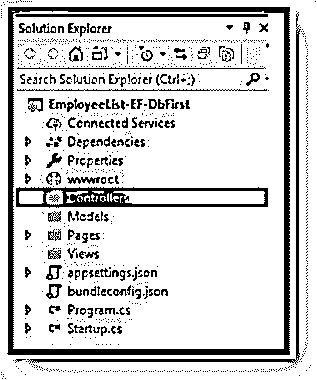 Solution Explorer
Search Solution Explorer (Ctrl+;)
EmployeeList-EF-DbFirst
Connected Services
Dependencies
Properties
wwwroot
Controllers
Models
Pages
Views
appsettings.json
bundleconfig.json
C# Program.cs
C# Startup.cs